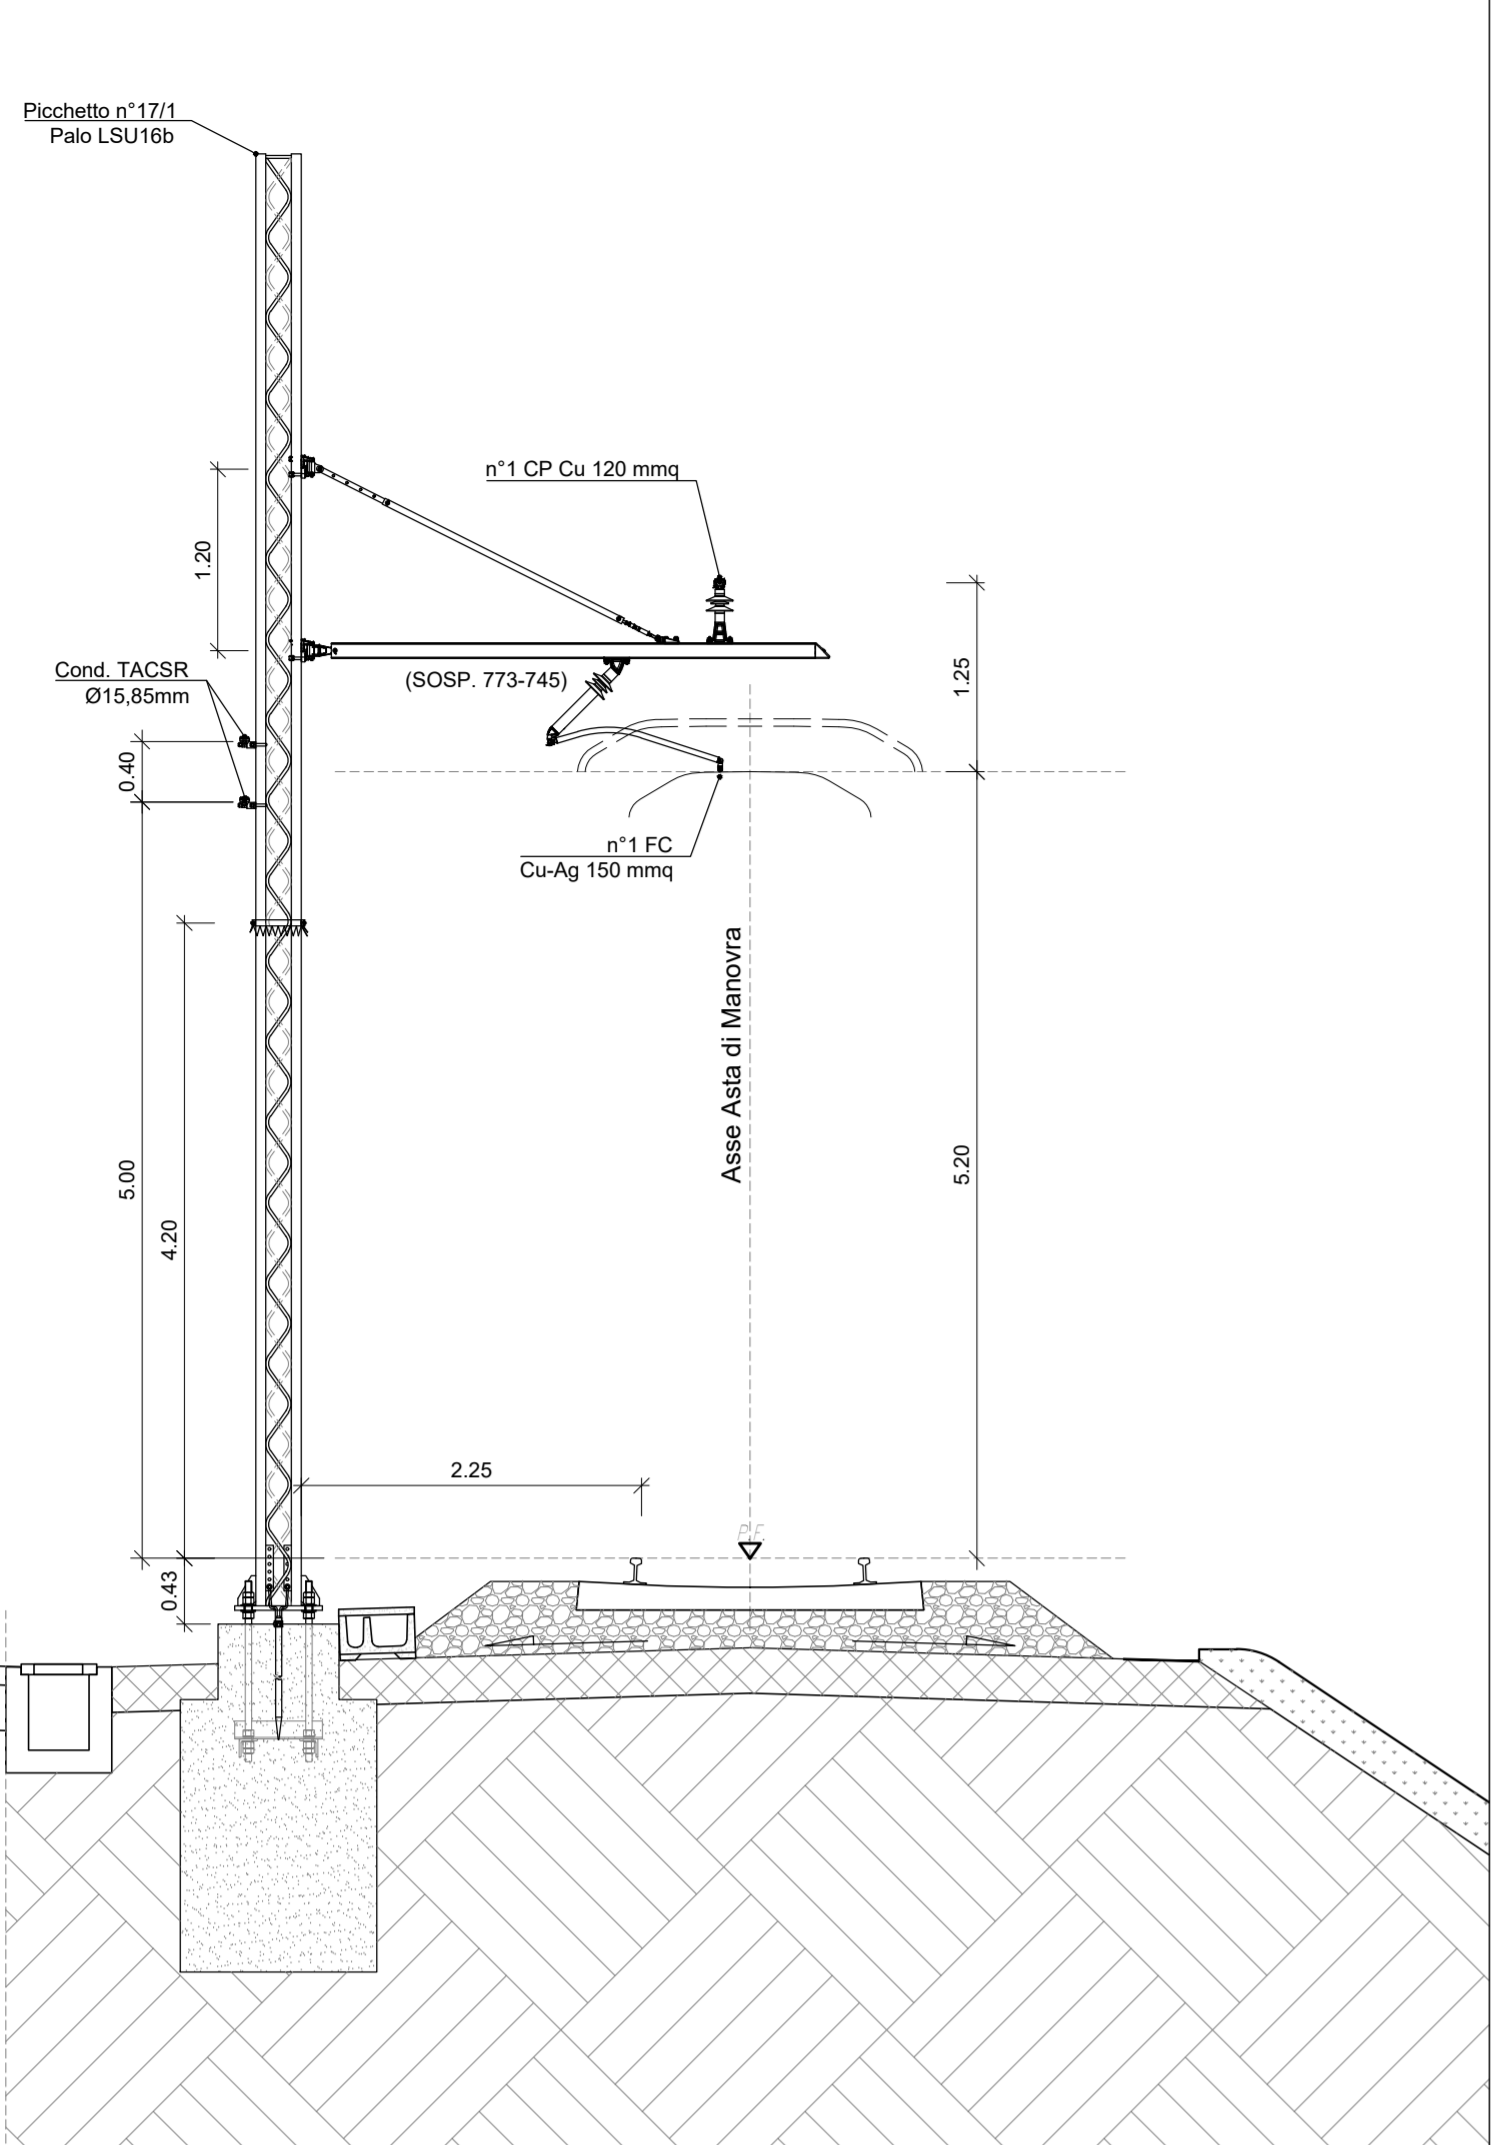 Picchetto n°17/1
Palo LSU16b
n°1 CP Cu 120 mmq
1.20
Cond. TACSR
Ø15,85mm
(SOSP. 773-745)
1.25
0.40
n°1 FC
Cu-Ag 150 mmq
Asse Asta di Manovra
5.00
4.20
5.20
2.25
P.F.
0.43